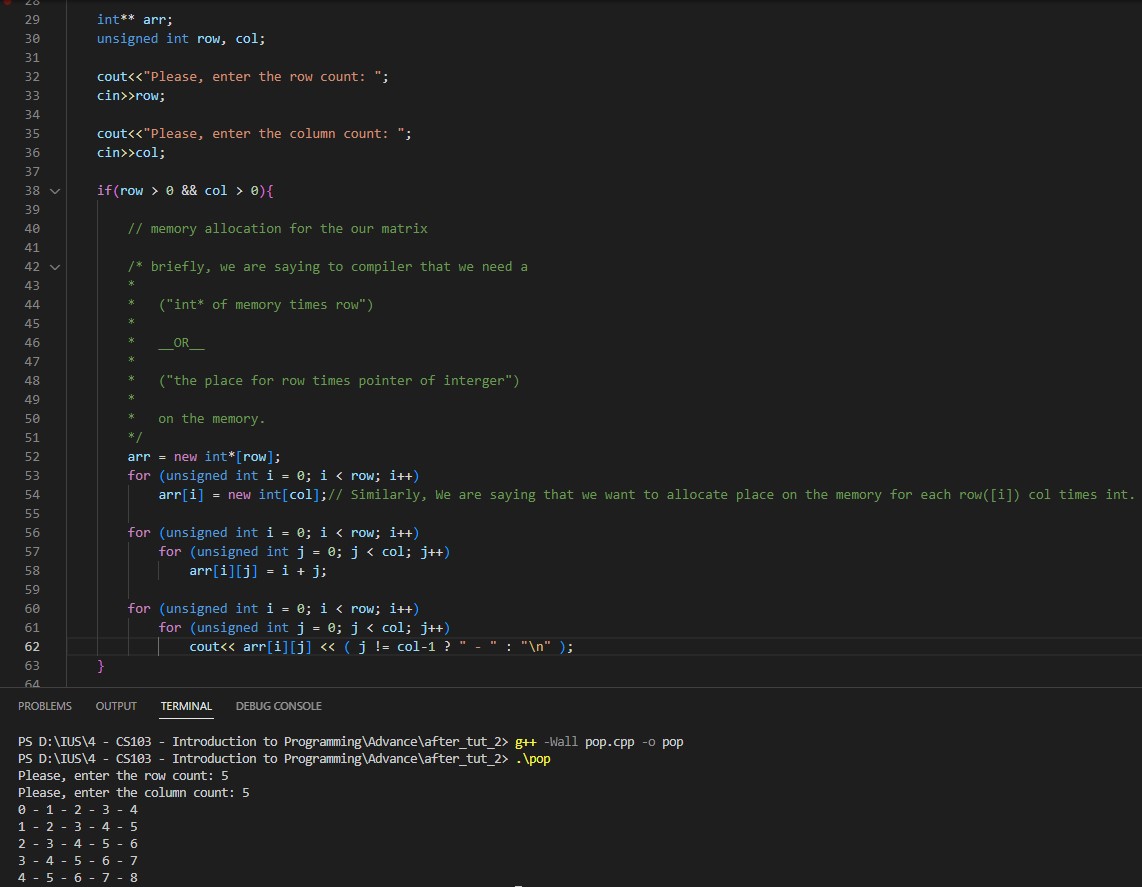 28
29 int** arr;
30 unsigned int row, col;
31
32 cout<<"Please, enter the row count: ";
33 cin>>row;
34
35 cout<<"Please, enter the column count: ";
36 cin>>col;
37
38 if(row > 0 && col > 0){
39
40 // memory allocation for the our matrix
41
42 /* briefly, we are saying to compiler that we need a
43 *
44 * ("int* of memory times row")
45 *
46 * __OR__
47 *
48 * ("the place for row times pointer of interger")
49 *
50 * on the memory.
51 */
52 arr = new int*[row];
53 for (unsigned int i = 0; i < row; i++)
54 arr[i] = new int[col];// Similarly, We are saying that we want to allocate place on the memory for each row([i]) col times int.
55
56 for (unsigned int i = 0; i < row; i++)
57 for (unsigned int j = 0; j < col; j++)
58 arr[i][j] = i + j;
59
60 for (unsigned int i = 0; i < row; i++)
61 for (unsigned int j = 0; j < col; j++)
62 cout<< arr[i][j] << ( j != col-1 ? " - " : "\n" );
63 }
64
PROBLEMS OUTPUT TERMINAL DEBUG CONSOLE
PS D:\IUS\4 - CS103 - Introduction to Programming\Advance\after_tut_2> g++ -Wall pop.cpp -o pop
PS D:\IUS\4 - CS103 - Introduction to Programming\Advance\after_tut_2> .\pop
Please, enter the row count: 5
Please, enter the column count: 5
0 - 1 - 2 - 3 - 4
1 - 2 - 3 - 4 - 5
2 - 3 - 4 - 5 - 6
3 - 4 - 5 - 6 - 7
4 - 5 - 6 - 7 - 8